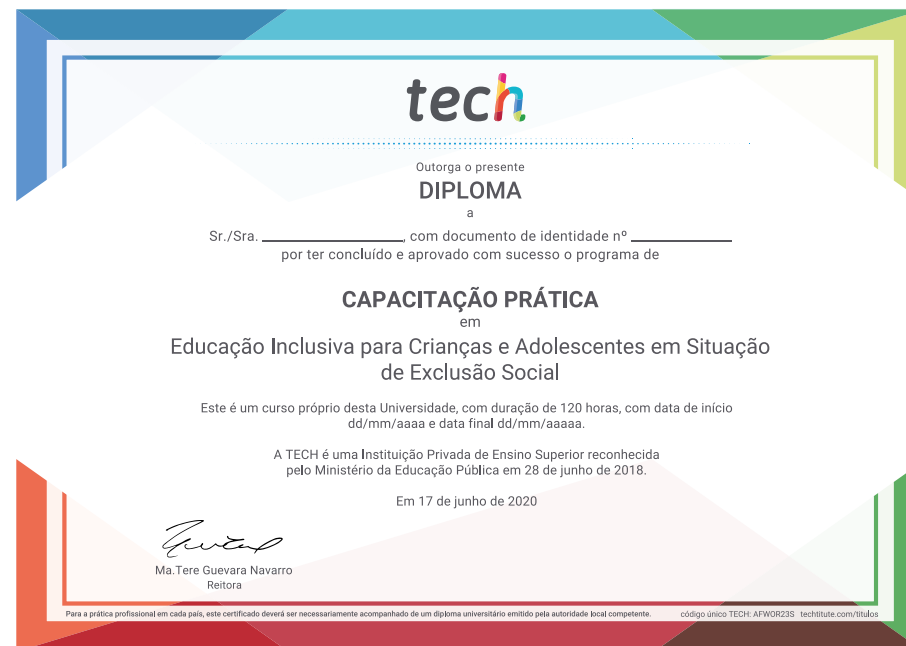 tech
Outorga o presente
DIPLOMA
a
Sr./Sra. ________________, com documento de identidade nº ____________
por ter concluído e aprovado com sucesso o programa de
CAPACITAÇÃO PRÁTICA
em
Educação Inclusiva para Crianças e Adolescentes em Situação
de Exclusão Social
Este é um curso próprio desta Universidade, com duração de 120 horas, com data de início
dd/mm/aaaa e data final dd/mm/aaaaa.
A TECH é uma Instituição Privada de Ensino Superior reconhecida
pelo Ministério da Educação Pública em 28 de junho de 2018.
Em 17 de junho de 2020
Ma.Tere Guevara Navarro
Reitora
Para a prática profissional em cada país, este certificado deverá ser necessariamente acompanhado de um diploma universitário emitido pela autoridade local competente. código único TECH: AFWOR23S techtitute.com/titulos